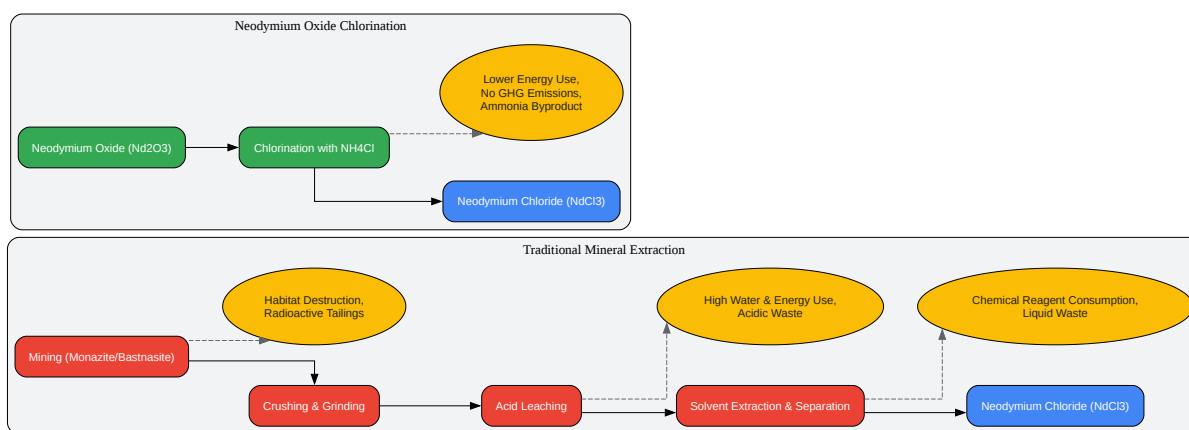 Neodymium Oxide Chlorination
Lower Energy Use,
No GHG Emissions,
Ammonia Byproduct
Neodymium Oxide (Nd2O3)
Chlorination with NH4Cl
Neodymium Chloride (NdCl3)
Traditional Mineral Extraction
Habitat Destruction,
Radioactive Tailings
High Water & Energy Use,
Acidic Waste
Chemical Reagent Consumption,
Liquid Waste
Mining (Monazite/Bastnasite)
Crushing & Grinding
Acid Leaching
Solvent Extraction & Separation
Neodymium Chloride (NdCl3)